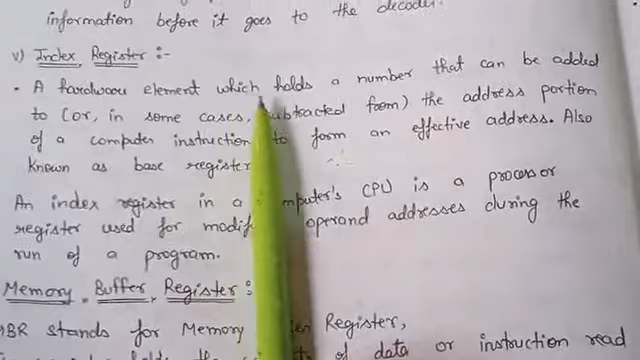 information before it goes to the decoder.
v) Index Register :-
• A hardware element which holds a number that can be added
to (or, in some cases, subtracted from) the address portion
of a computer instruction to form an effective address. Also
known as base register
An index register in a computer's CPU is a processor
register used for modif operand addresses during the
run of a program.
Memory Buffer Register :-
MBR stands for Memory Register,
of data or instruction read